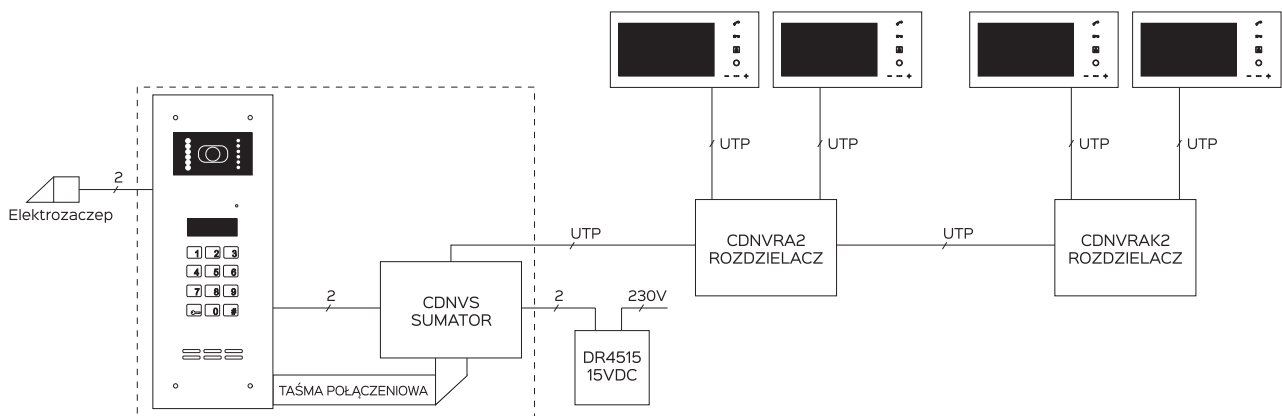 UTP
UTP
UTP
UTP
2
Elektrozaczep
1 2 3
4 5 6
7 8 9
0 #
2
CDNVS
SUMATOR
TAŚMA POŁĄCZENIOWA
UTP
2
230V
DR4515
15VDC
CDNVRA2
ROZDZIELACZ
UTP
CDNVRAK2
ROZDZIELACZ